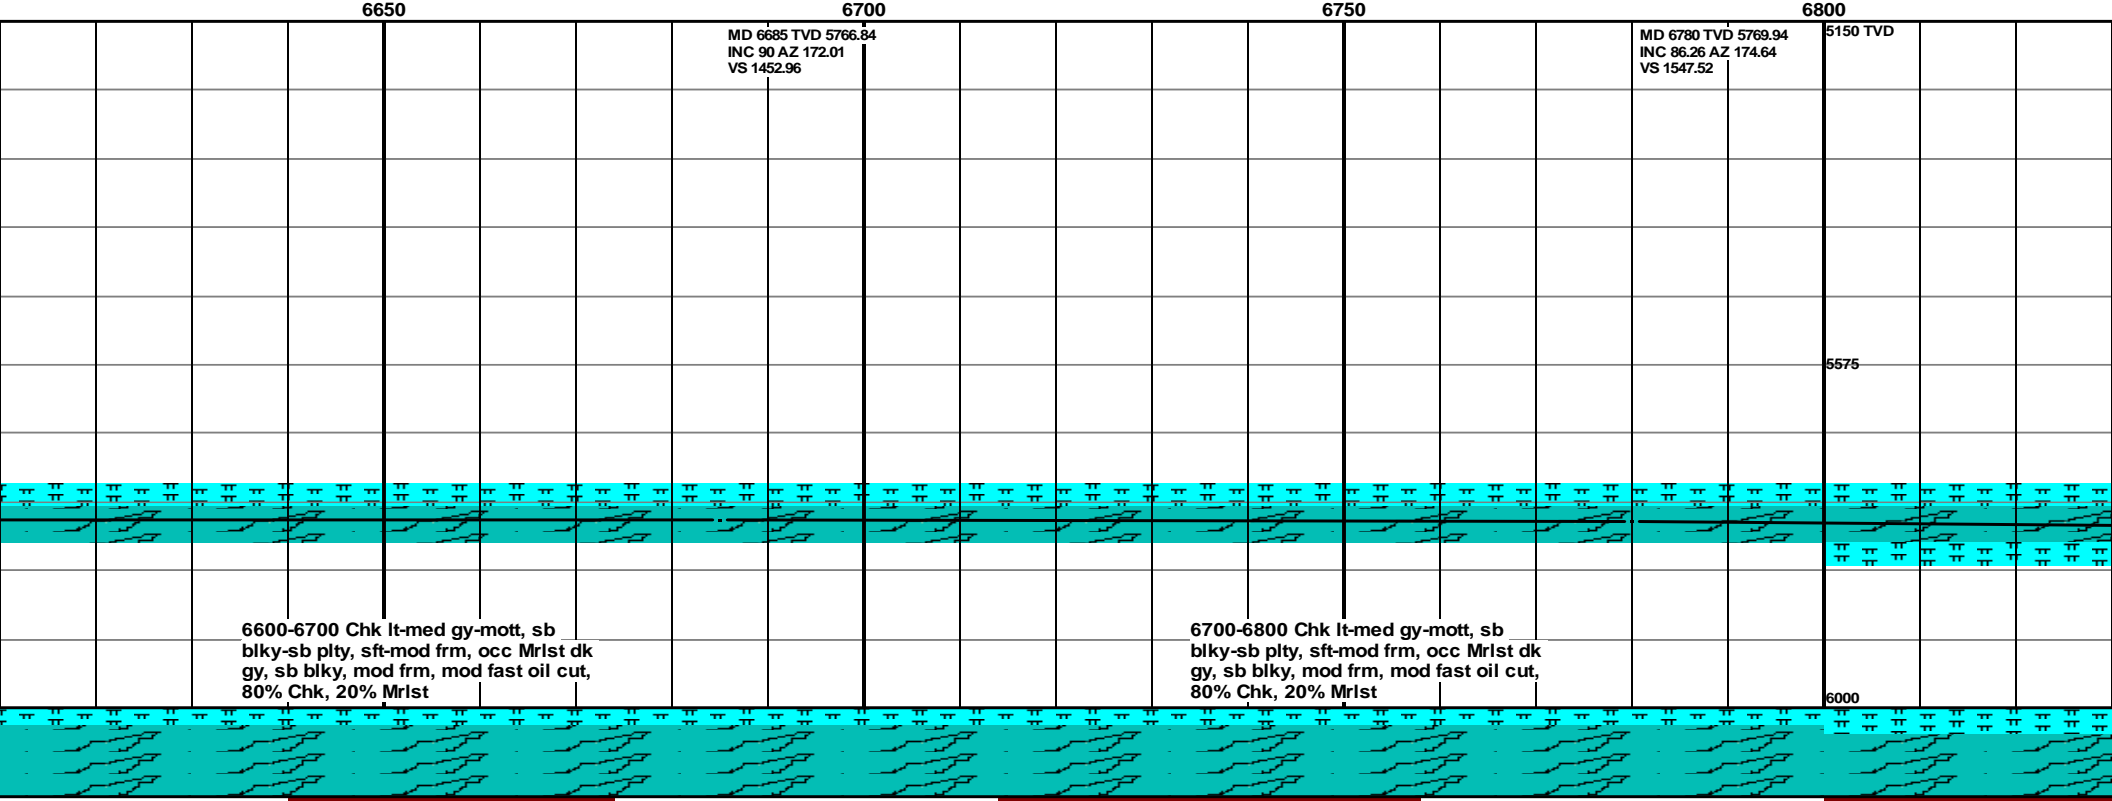 6650
6700
6750
6800
MD 6685 TVD 5766.84
INC 90 AZ 172.01
VS 1452.96
MD 6780 TVD 5769.94
INC 86.26 AZ 174.64
VS 1547.52
5150 TVD
5575
6600-6700 Chk lt-med gy-mott, sb
blky-sb plty, sft-mod frm, occ Mrlst dk
gy, sb blky, mod frm, mod fast oil cut,
80% Chk, 20% Mrlst
6700-6800 Chk lt-med gy-mott, sb
blky-sb plty, sft-mod frm, occ Mrlst dk
gy, sb blky, mod frm, mod fast oil cut,
80% Chk, 20% Mrlst
6000